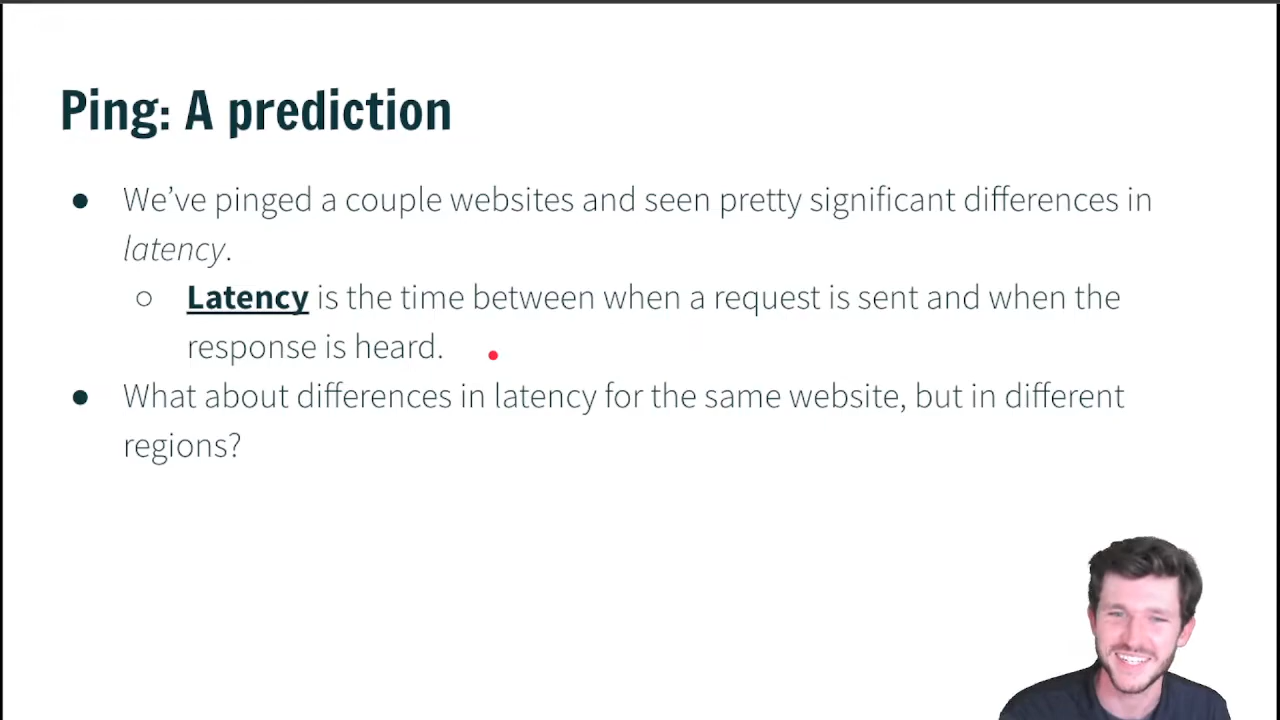 Ping: A prediction
● We’ve pinged a couple websites and seen pretty significant differences in
latency.
○ Latency is the time between when a request is sent and when the
response is heard.
● What about differences in latency for the same website, but in different
regions?